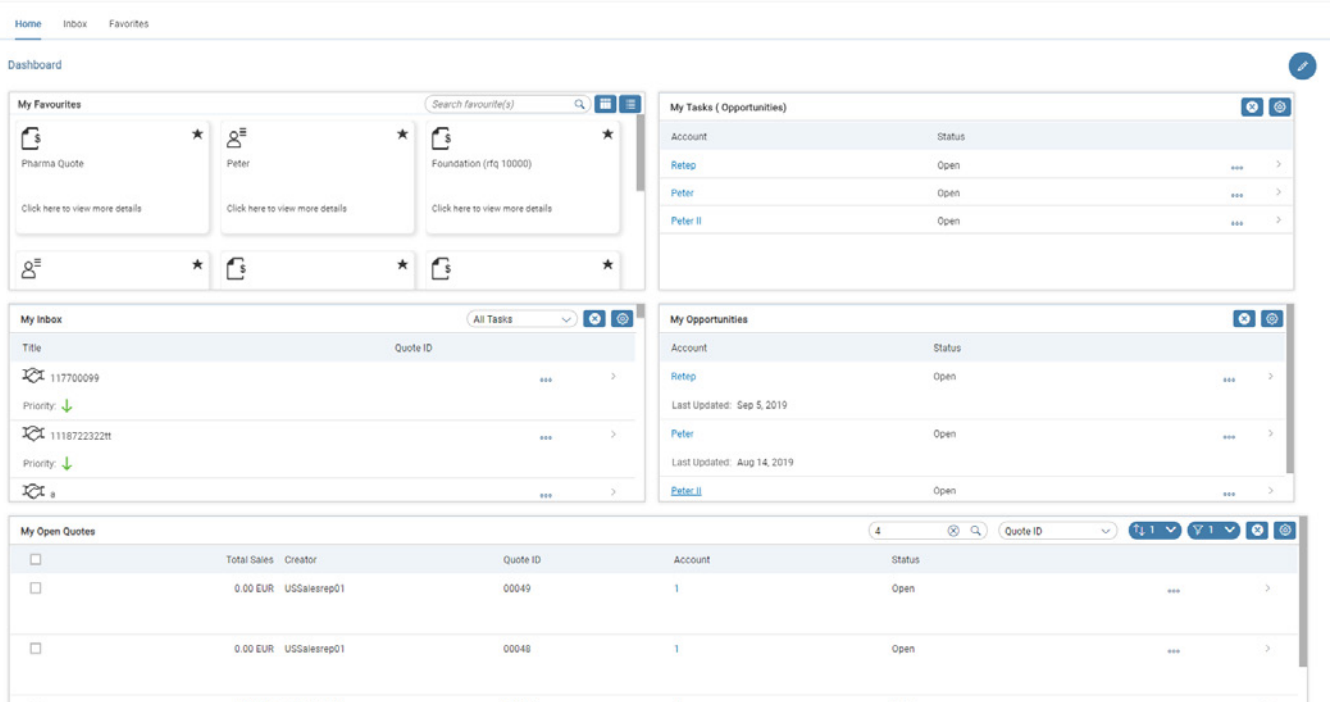 Home Inbox Favorites
Dashboard
My Favourites Search favourite(s)
Pharma Quote Peter Foundation (rfq 10000)
Click here to view more details Click here to view more details Click here to view more details
My Tasks ( Opportunities)
Account Status
Retep Open
Peter Open
Peter II Open
My Inbox All Tasks
Title Quote ID
117700099
Priority:
1118722322tt
Priority:
a
My Opportunities
Account Status
Retep Open
Last Updated: Sep 5, 2019
Peter Open
Last Updated: Aug 14, 2019
Peter II Open
My Open Quotes 4 Quote ID 1 1
Total Sales Creator Quote ID Account Status
0.00 EUR USSalesrep01 00049 1 Open
0.00 EUR USSalesrep01 00048 1 Open